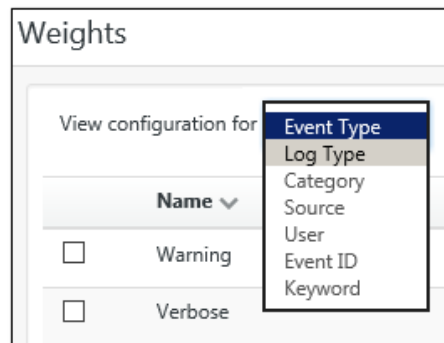 Weights
View configuration for
Event Type
Log Type
Category
Source
User
Event ID
Keyword
Name
Warning
Verbose